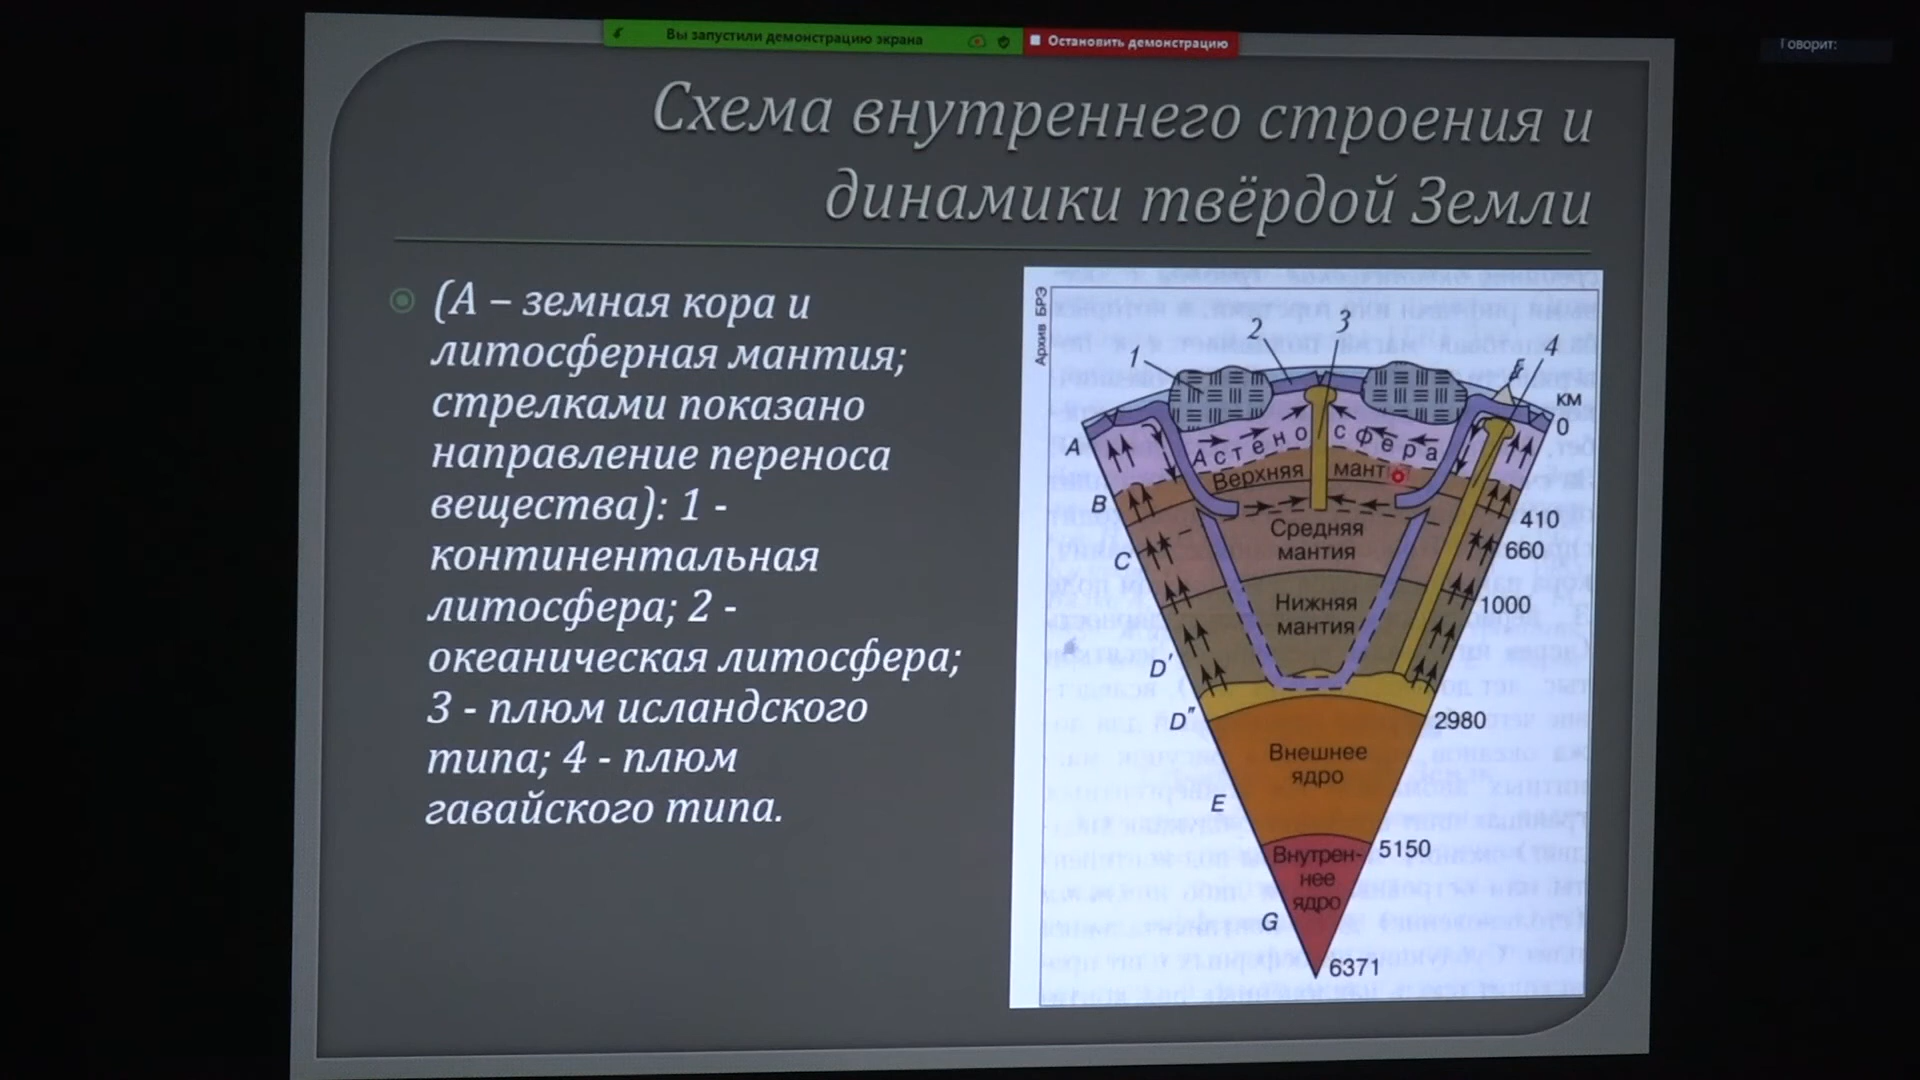 Вы запустили демонстрацию экрана
Остановить демонстрацию
Говорит:
Схема внутреннего строения и
динамики твёрдой Земли
(А – земная кора и
литосферная мантия;
стрелками показано
направление переноса
вещества): 1 -
континентальная
литосфера; 2 -
океаническая литосфера;
3 - плюм исландского
типа; 4 - плюм
гавайского типа.
Архив БРЭ
1
2
3
4
км
0
A
Астеносфера
Верхняя мантия
B
410
Средняя
мантия
660
C
1000
Нижняя
мантия
D'
D"
2980
Внешнее
ядро
E
5150
Внутрен-
нее
ядро
G
6371